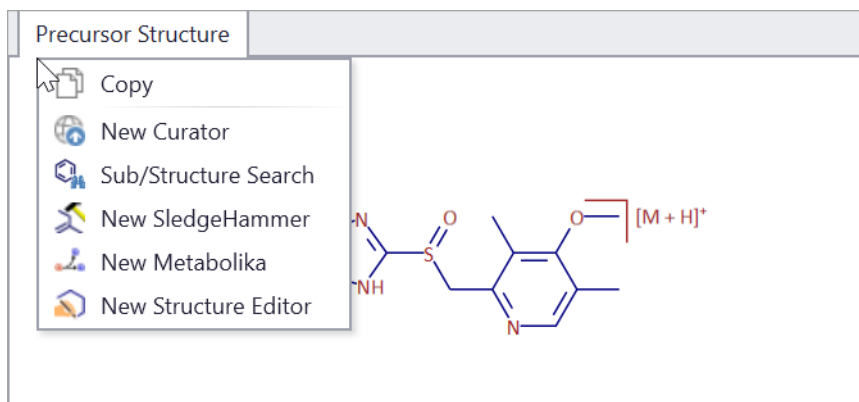 Precursor Structure
Copy
New Curator
Sub/Structure Search
New SledgeHammer
New Metabolika
New Structure Editor
N O O [M + H]⁺
S
NH
N